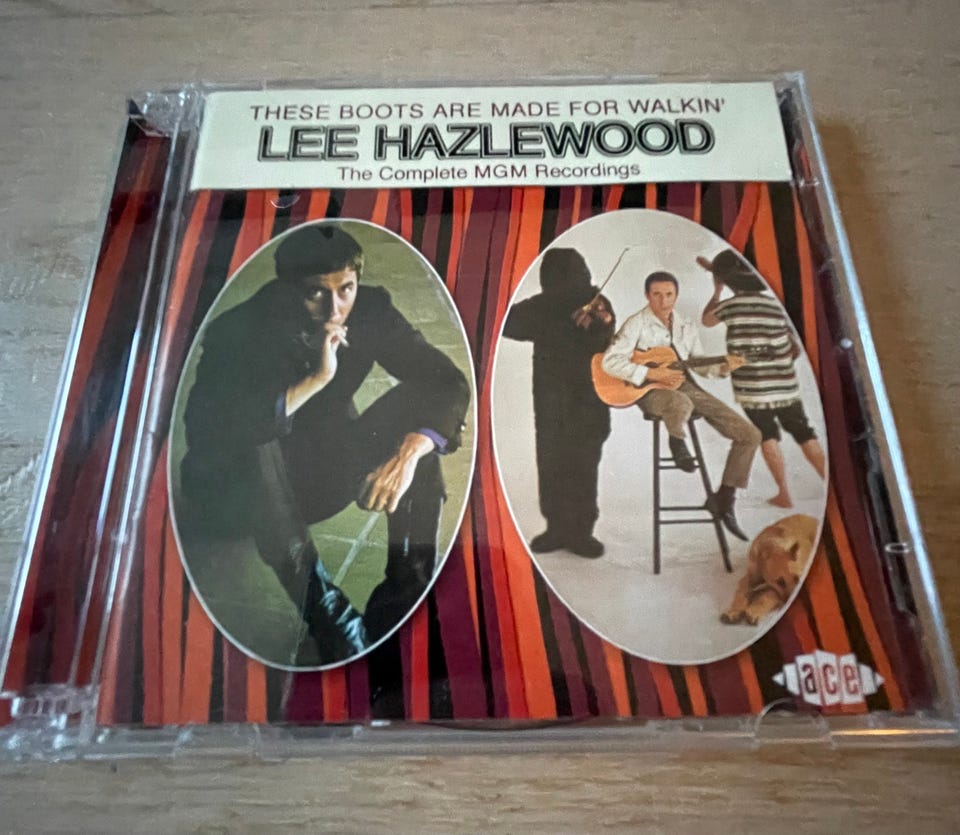 THESE BOOTS ARE MADE FOR WALKIN'
LEE HAZLEWOOD
The Complete MGM Recordings
ace